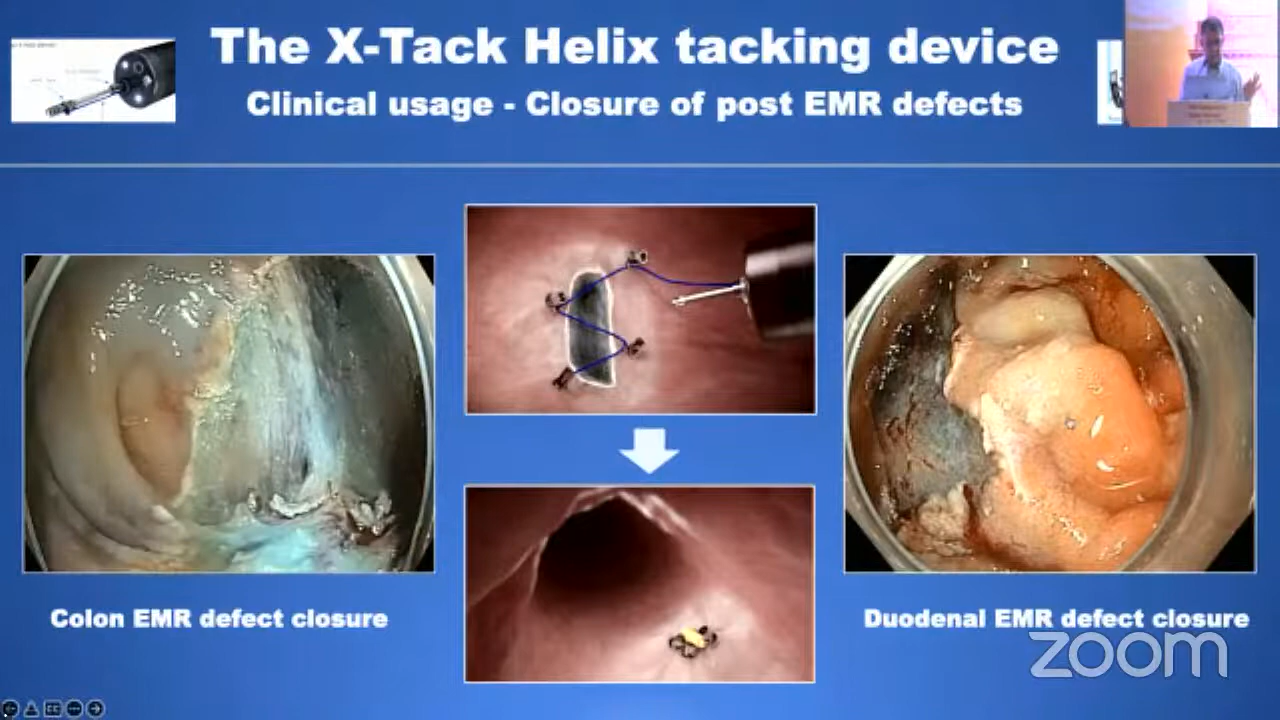 The X-Tack Helix tacking device
Clinical usage - Closure of post EMR defects
Colon EMR defect closure
Duodenal EMR defect closure
zoom